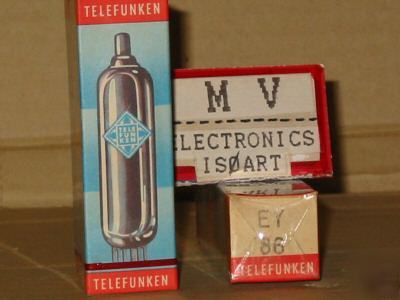 TELEFUNKEN
TELE
FUN
KEN
TELEFUNKEN
M V
ELECTRONICS
ISØART
EY
86
TELEFUNKEN